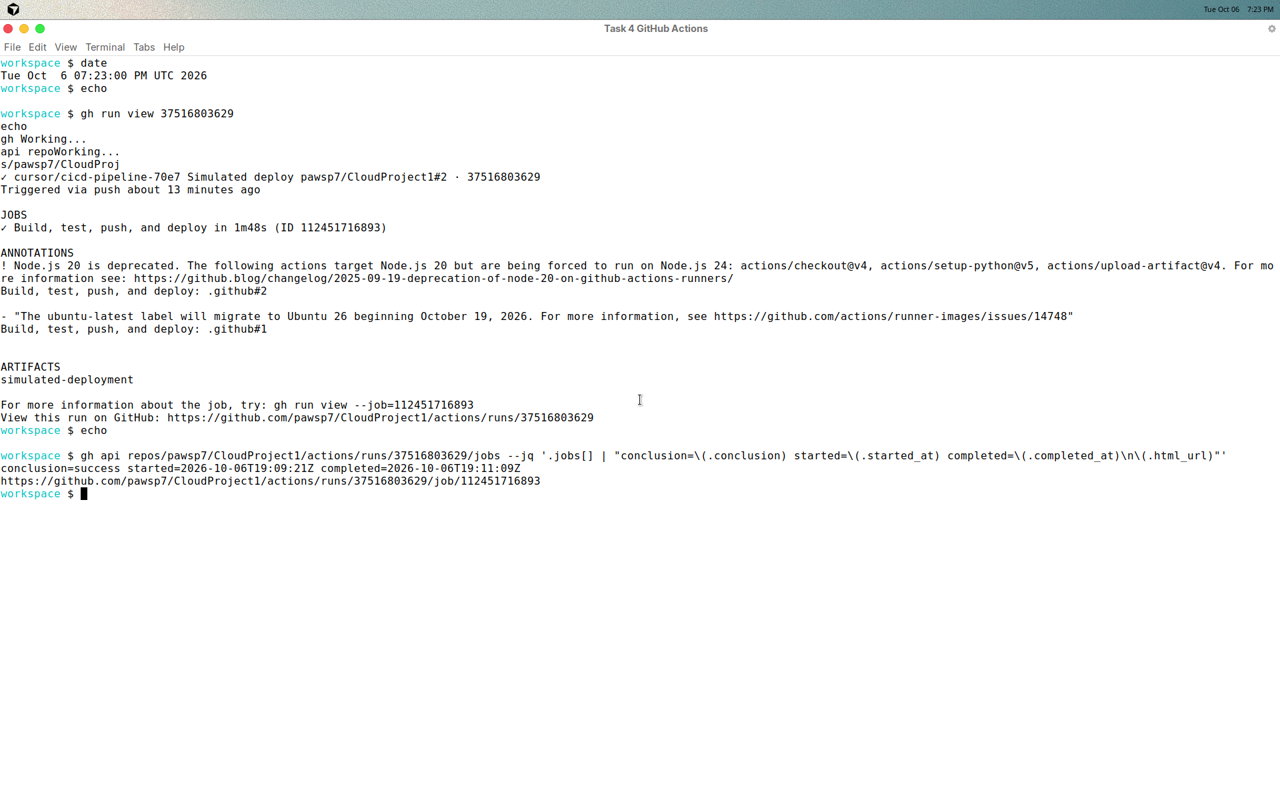 Tue Oct 06 7:23 PM
Task 4 GitHub Actions
File Edit View Terminal Tabs Help
workspace $ date
Tue Oct  6 07:23:00 PM UTC 2026
workspace $ echo
workspace $ gh run view 37516803629
echo
gh Working...
api repoWorking...
s/pawsp7/CloudProj
✓ cursor/cicd-pipeline-70e7 Simulated deploy pawsp7/CloudProject1#2 · 37516803629
Triggered via push about 13 minutes ago
JOBS
✓ Build, test, push, and deploy in 1m48s (ID 112451716893)
ANNOTATIONS
! Node.js 20 is deprecated. The following actions target Node.js 20 but are being forced to run on Node.js 24: actions/checkout@v4, actions/setup-python@v5, actions/upload-artifact@v4. For mo
re information see: https://github.blog/changelog/2025-09-19-deprecation-of-node-20-on-github-actions-runners/
Build, test, push, and deploy: .github#2
- "The ubuntu-latest label will migrate to Ubuntu 26 beginning October 19, 2026. For more information, see https://github.com/actions/runner-images/issues/14748"
Build, test, push, and deploy: .github#1
ARTIFACTS
simulated-deployment
For more information about the job, try: gh run view --job=112451716893
View this run on GitHub: https://github.com/pawsp7/CloudProject1/actions/runs/37516803629
workspace $ echo
workspace $ gh api repos/pawsp7/CloudProject1/actions/runs/37516803629/jobs --jq '.jobs[] | "conclusion=\(.conclusion) started=\(.started_at) completed=\(.completed_at)\n\(.html_url)"'
conclusion=success started=2026-10-06T19:09:21Z completed=2026-10-06T19:11:09Z
https://github.com/pawsp7/CloudProject1/actions/runs/37516803629/job/112451716893
workspace $